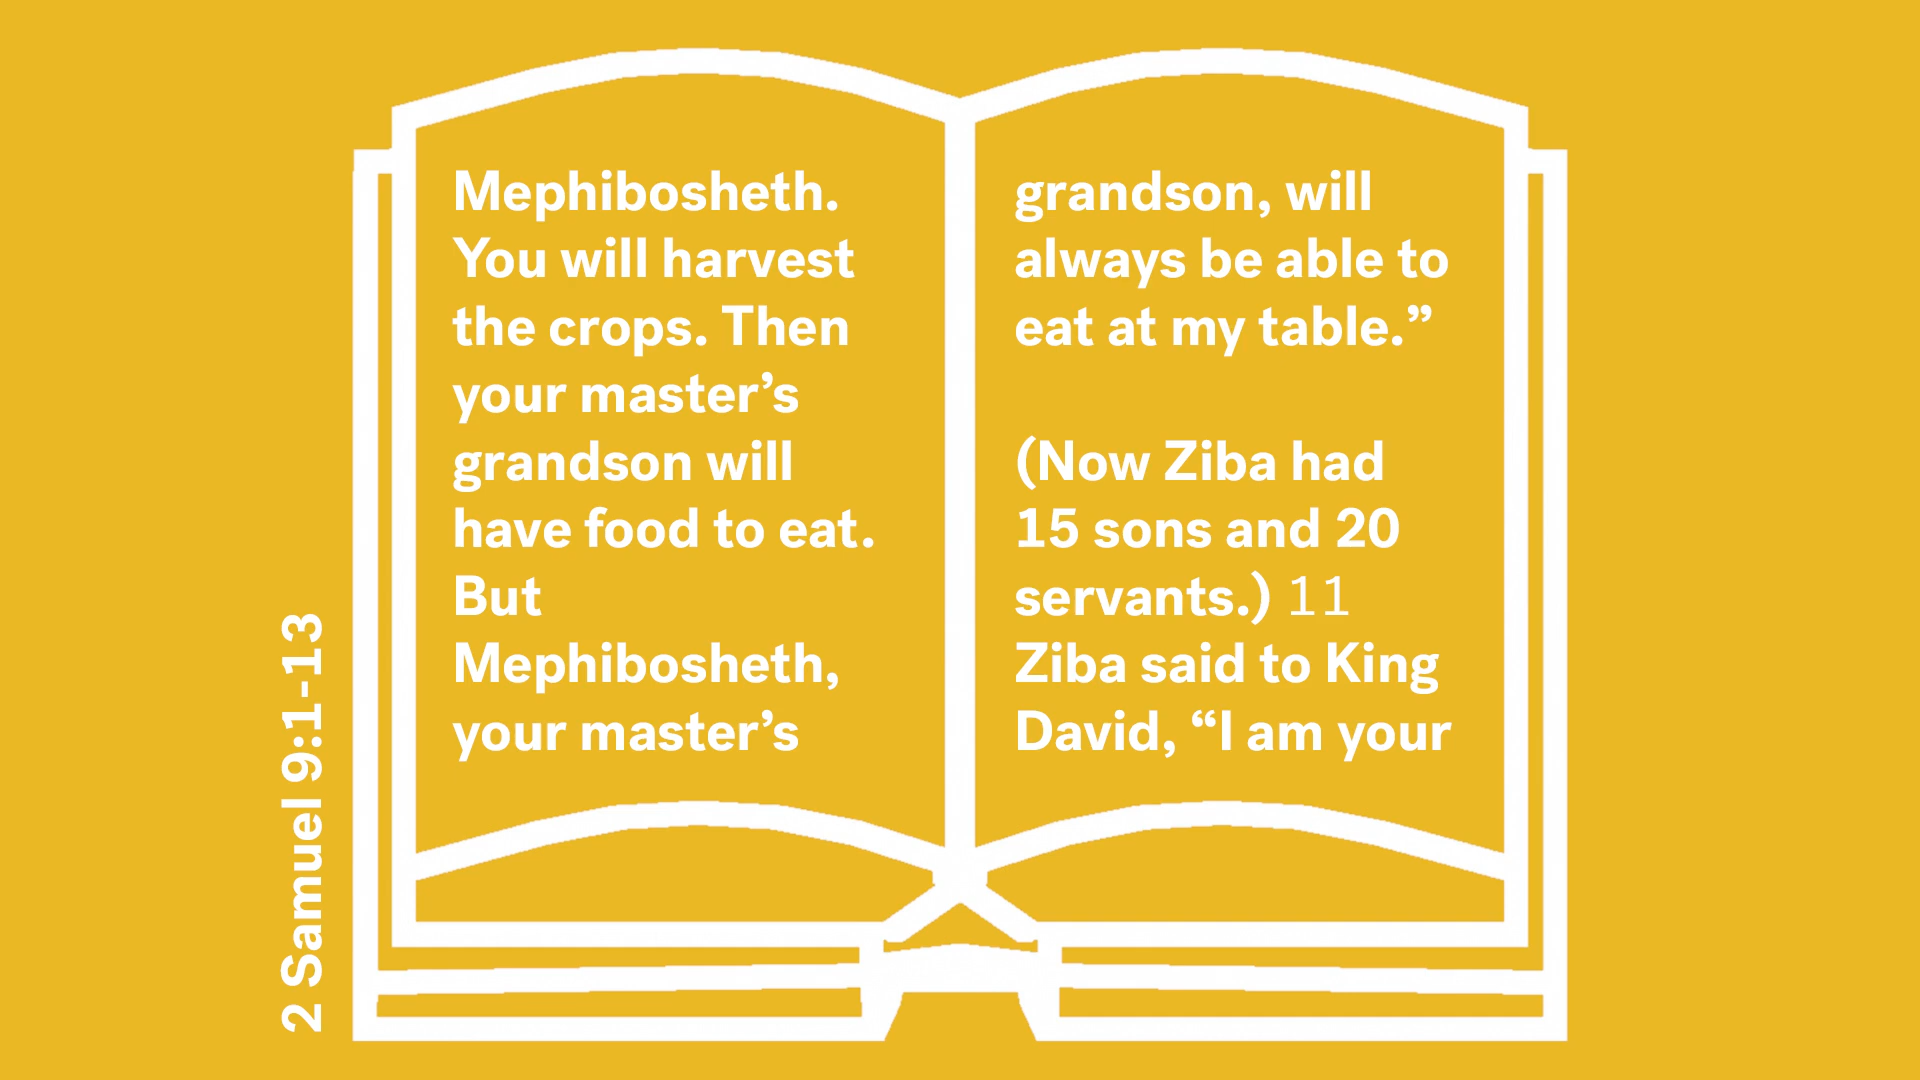 Mephibosheth.
You will harvest
the crops. Then
your master’s
grandson will
have food to eat.
But
Mephibosheth,
your master’s
grandson, will
always be able to
eat at my table.”
(Now Ziba had
15 sons and 20
servants.) 11
Ziba said to King
David, “I am your
2 Samuel 9:1-13